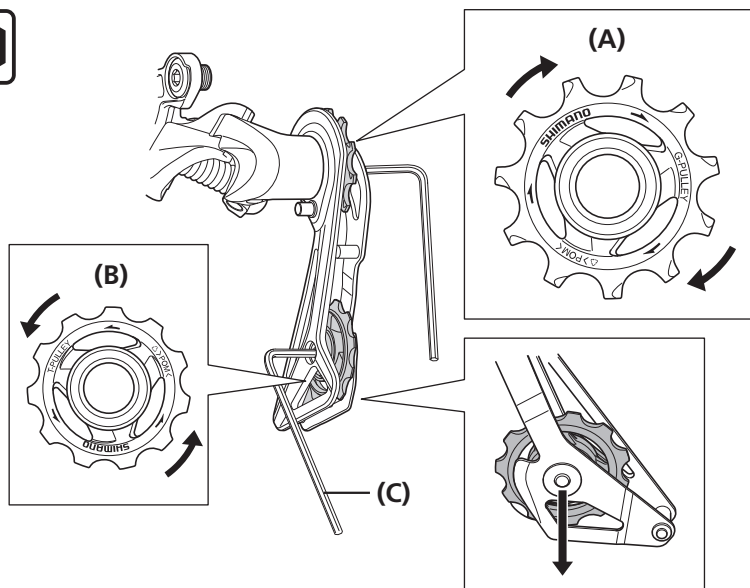 (A)
SHIMANO
G-PULLEY
△>POM<
(B)
T-PULLEY
△>POM<
SHIMANO
(C)